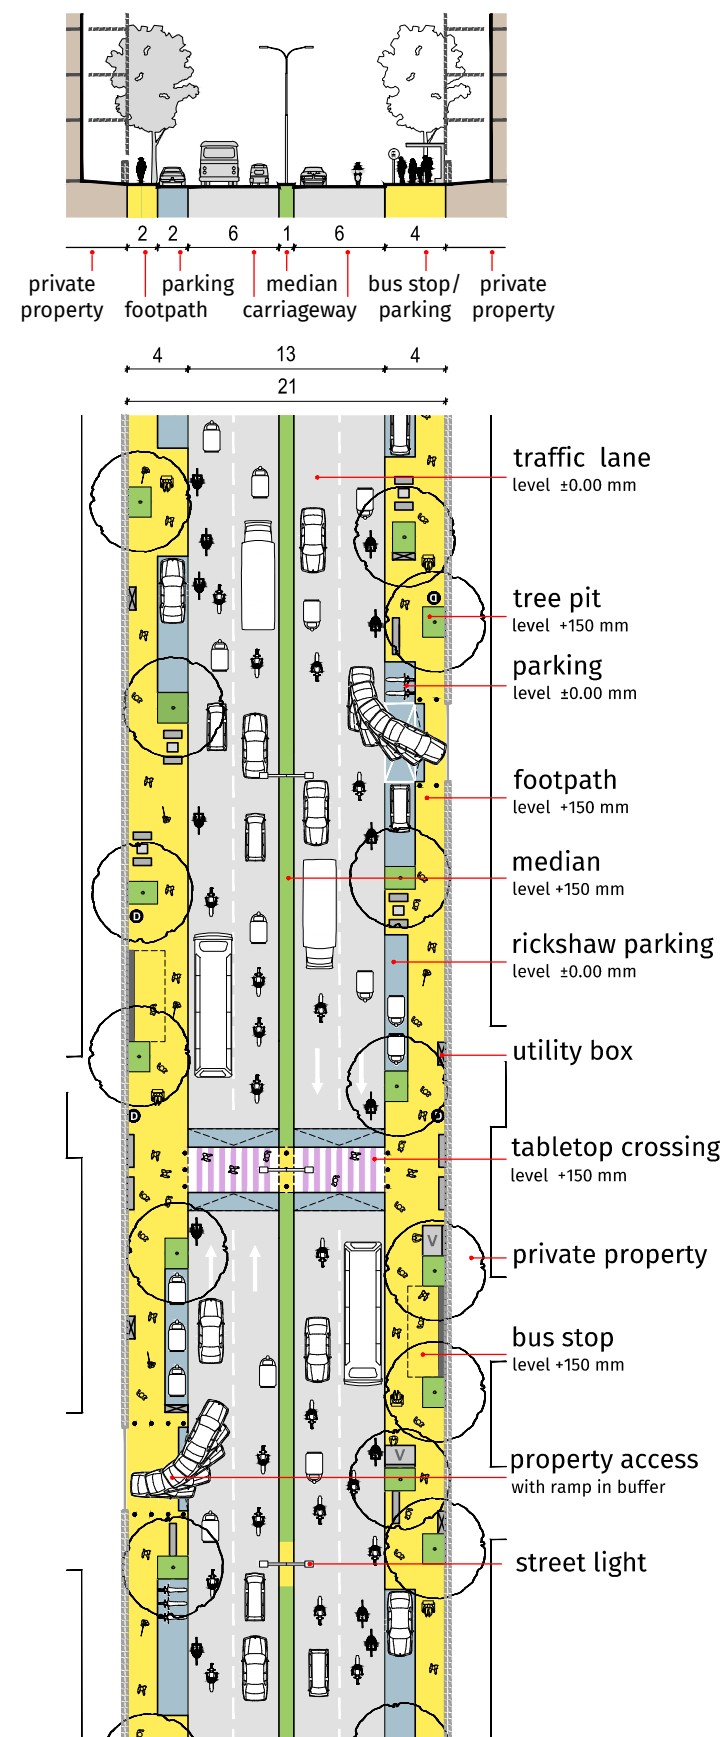 2 2 6 1 6 4
private property
parking
footpath
median
carriageway
bus stop/
parking
private
property
4 13 4
21
traffic lane
level ±0.00 mm
tree pit
level +150 mm
parking
level ±0.00 mm
footpath
level +150 mm
median
level +150 mm
rickshaw parking
level ±0.00 mm
utility box
tabletop crossing
level +150 mm
private property
bus stop
level +150 mm
property access
with ramp in buffer
street light
D
D
D
D
V
V